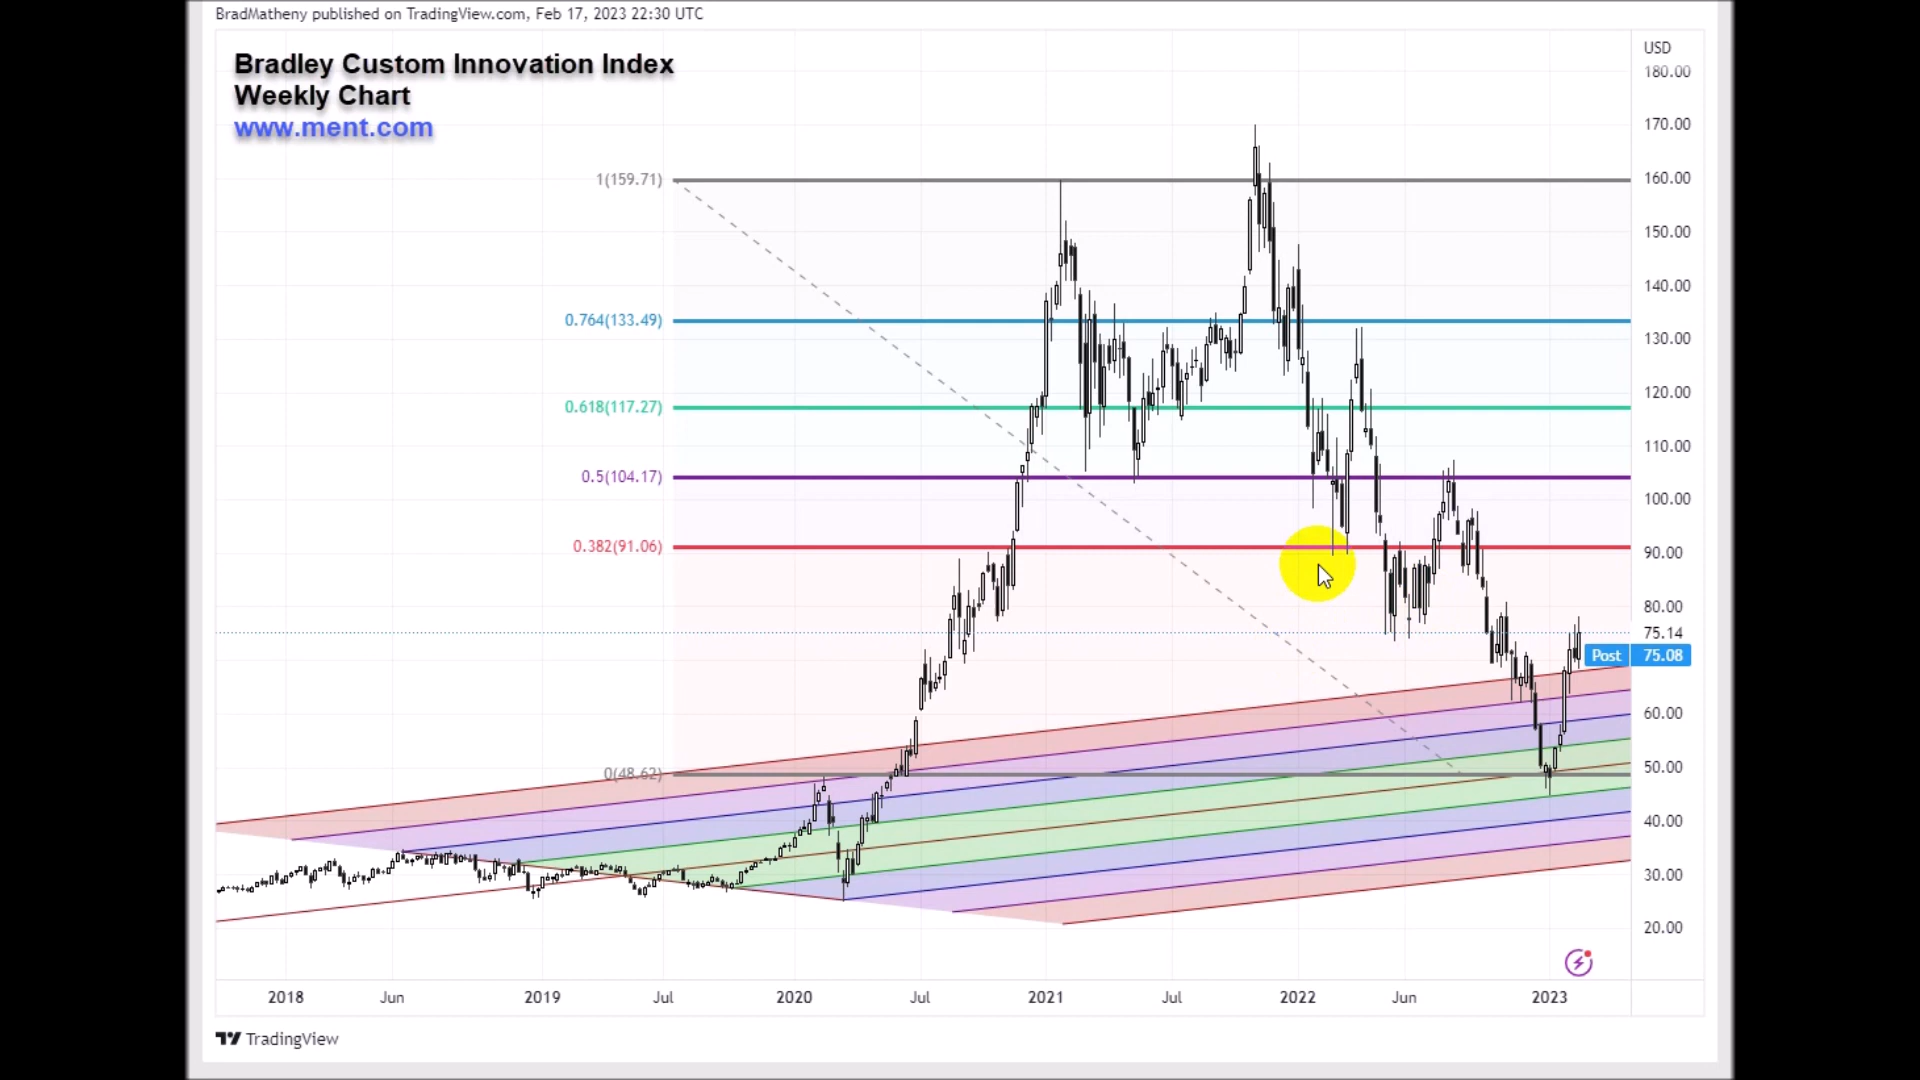 BradMatheny published on TradingView.com, Feb 17, 2023 22:30 UTC
Bradley Custom Innovation Index
Weekly Chart
www.ment.com
USD
180.00
170.00
1(159.71)
160.00
150.00
140.00
0.764(133.49)
130.00
120.00
0.618(117.27)
110.00
0.5(104.17)
100.00
0.382(91.06)
90.00
80.00
75.14
Post 75.08
60.00
0(48.62)
50.00
40.00
30.00
20.00
2018 Jun 2019 Jul 2020 Jul 2021 Jul 2022 Jun 2023
TradingView